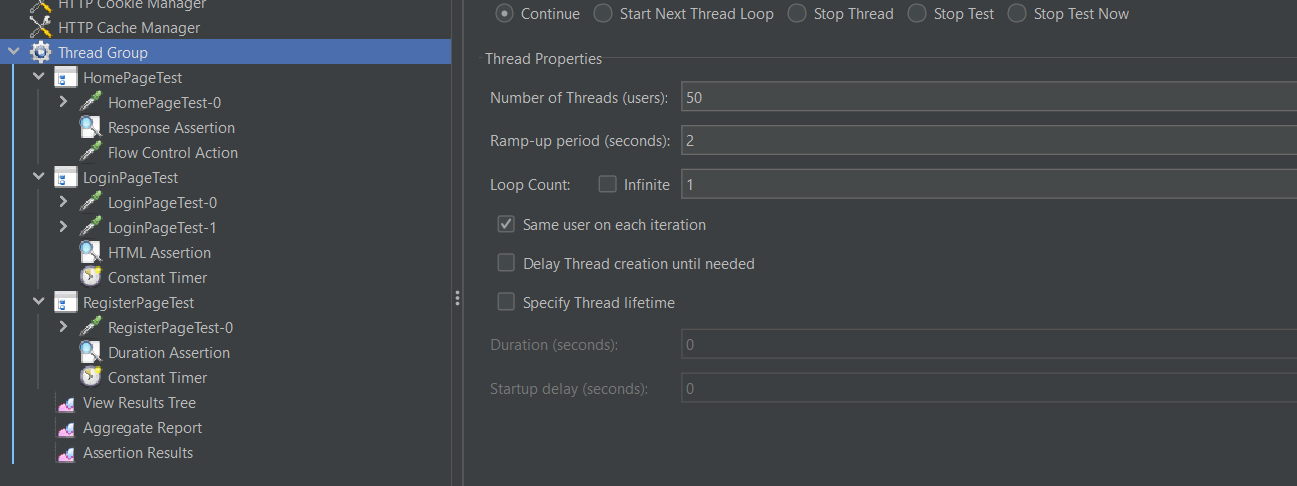 HTTP Cookie Manager
HTTP Cache Manager
Thread Group
HomePageTest
HomePageTest-0
Response Assertion
Flow Control Action
LoginPageTest
LoginPageTest-0
LoginPageTest-1
HTML Assertion
Constant Timer
RegisterPageTest
RegisterPageTest-0
Duration Assertion
Constant Timer
View Results Tree
Aggregate Report
Assertion Results
Continue Start Next Thread Loop Stop Thread Stop Test Stop Test Now
Thread Properties
Number of Threads (users): 50
Ramp-up period (seconds): 2
Loop Count: Infinite 1
Same user on each iteration
Delay Thread creation until needed
Specify Thread lifetime
Duration (seconds): 0
Startup delay (seconds): 0